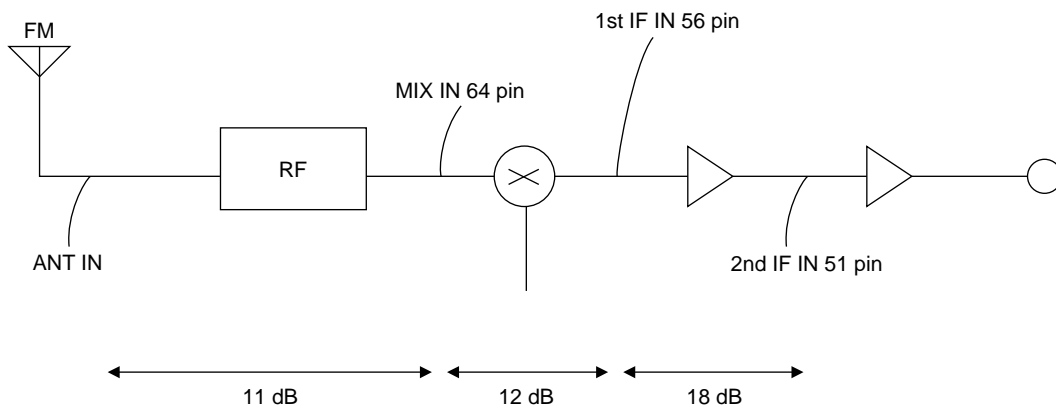 FM
1st IF IN 56 pin
MIX IN 64 pin
RF
ANT IN
2nd IF IN 51 pin
11 dB
12 dB
18 dB